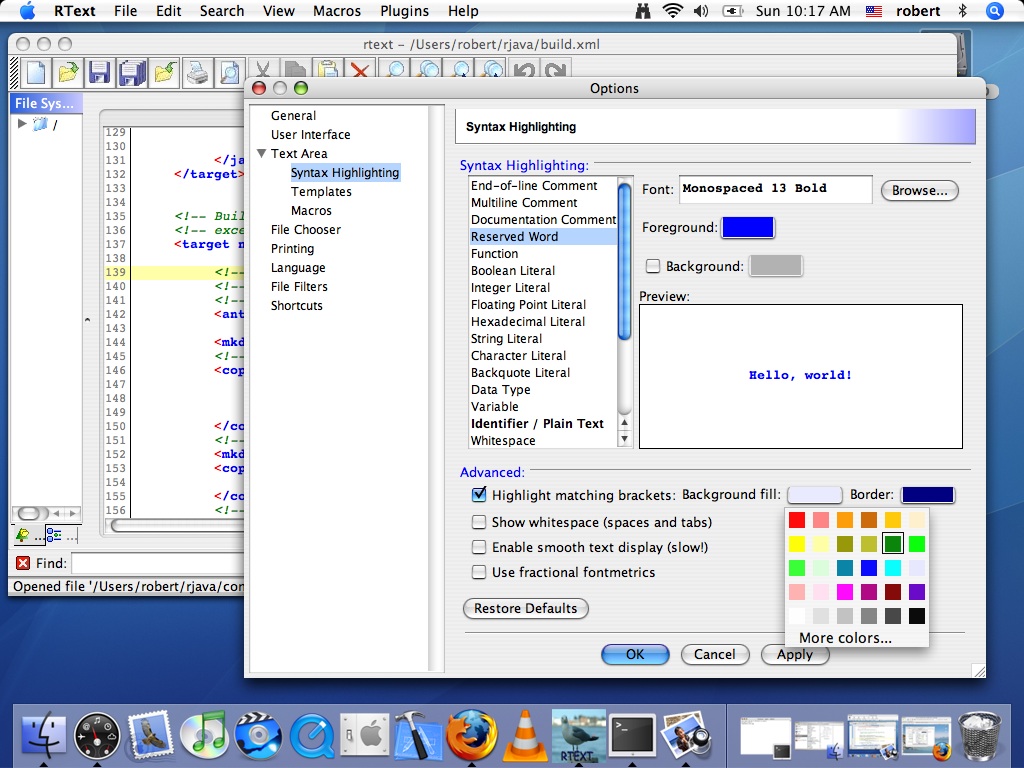 RText File Text Search View Macros Plugins Help Sun 10:17 AM robert
rtext – /Users/robert/rjava/build.xml
File Sys...
/
129
130
131 </ja
132 </target>
133
134
135 <!-- Buil
136 <!-- exce
137 <target n
138
139 <!--
140 <!--
141 <!--
142 <ant
143
144 <mkd
145 <!--
146 <cop
147
148
149
150 </co
151 <!--
152 <mkd
153 <cop
154
155 </co
156 <!--
... ...
Find:
Opened file '/Users/robert/rjava/con
Options
General
User Interface
Text Area
Syntax Highlighting
Templates
Macros
File Chooser
Printing
Language
File Filters
Shortcuts
Syntax Highlighting
Syntax Highlighting:
End-of-line Comment
Multiline Comment
Documentation Comment
Reserved Word
Function
Boolean Literal
Integer Literal
Floating Point Literal
Hexadecimal Literal
String Literal
Character Literal
Backquote Literal
Data Type
Variable
Identifier / Plain Text
Whitespace
Font: Monospaced 13 Bold Browse...
Foreground:
Background:
Preview:
Hello, world!
Advanced:
Highlight matching brackets: Background fill: Border:
Show whitespace (spaces and tabs)
Enable smooth text display (slow!)
Use fractional fontmetrics
More colors...
Restore Defaults
OK Cancel Apply
RTEXT